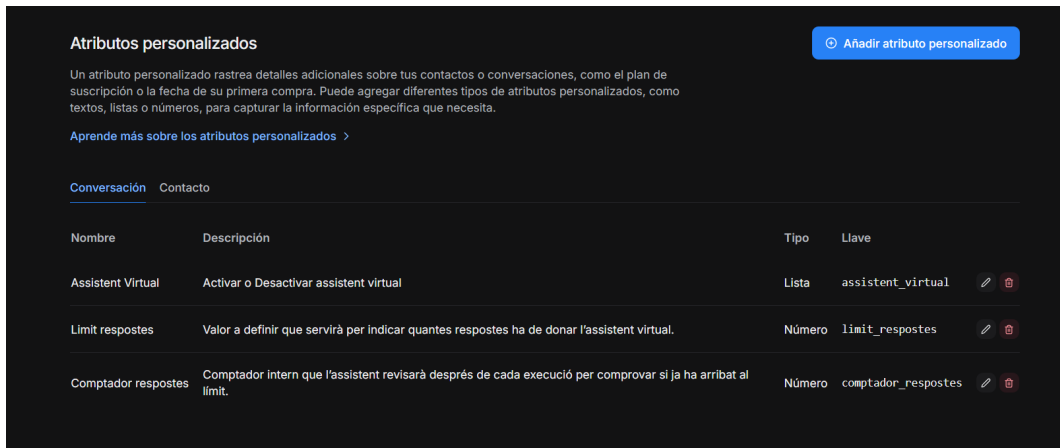 Atributos personalizados
Añadir atributo personalizado
Un atributo personalizado rastrea detalles adicionales sobre tus contactos o conversaciones, como el plan de
suscripción o la fecha de su primera compra. Puede agregar diferentes tipos de atributos personalizados, como
textos, listas o números, para capturar la información específica que necesita.
Aprende más sobre los atributos personalizados >
Conversación Contacto
Nombre Descripción Tipo Llave
Assistent Virtual Activar o Desactivar assistent virtual Lista assistent_virtual
Limit respostes Valor a definir que servirà per indicar quantes respostes ha de donar l'assistent virtual. Número limit_respostes
Comptador respostes Comptador intern que l'assistent revisarà després de cada execució per comprovar si ja ha arribat al
límit. Número comptador_respostes